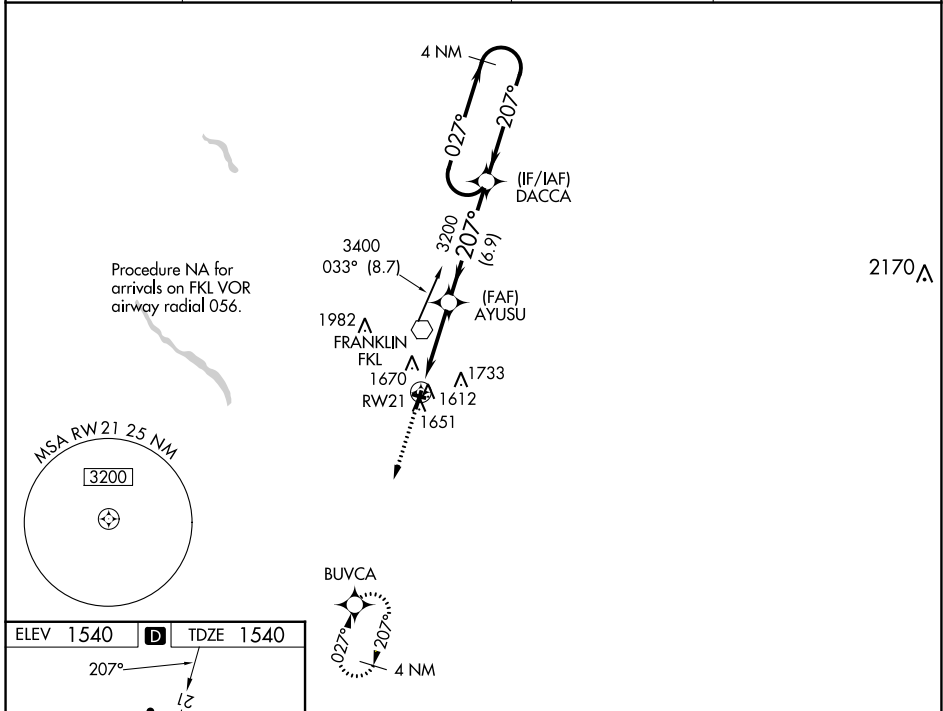 4 NM
207°
027°
(IF/IAF)
DACCA
3200
207°
(6.9)
3400
033° (8.7)
Procedure NA for
arrivals on FKL VOR
airway radial 056.
2170
(FAF)
AYUSU
1982
FRANKLIN
FKL
1670
1733
RW21
1612
1651
MSA RW21 25 NM
3200
BUVCA
027°
207°
4 NM
ELEV 1540 D TDZE 1540
207°
21